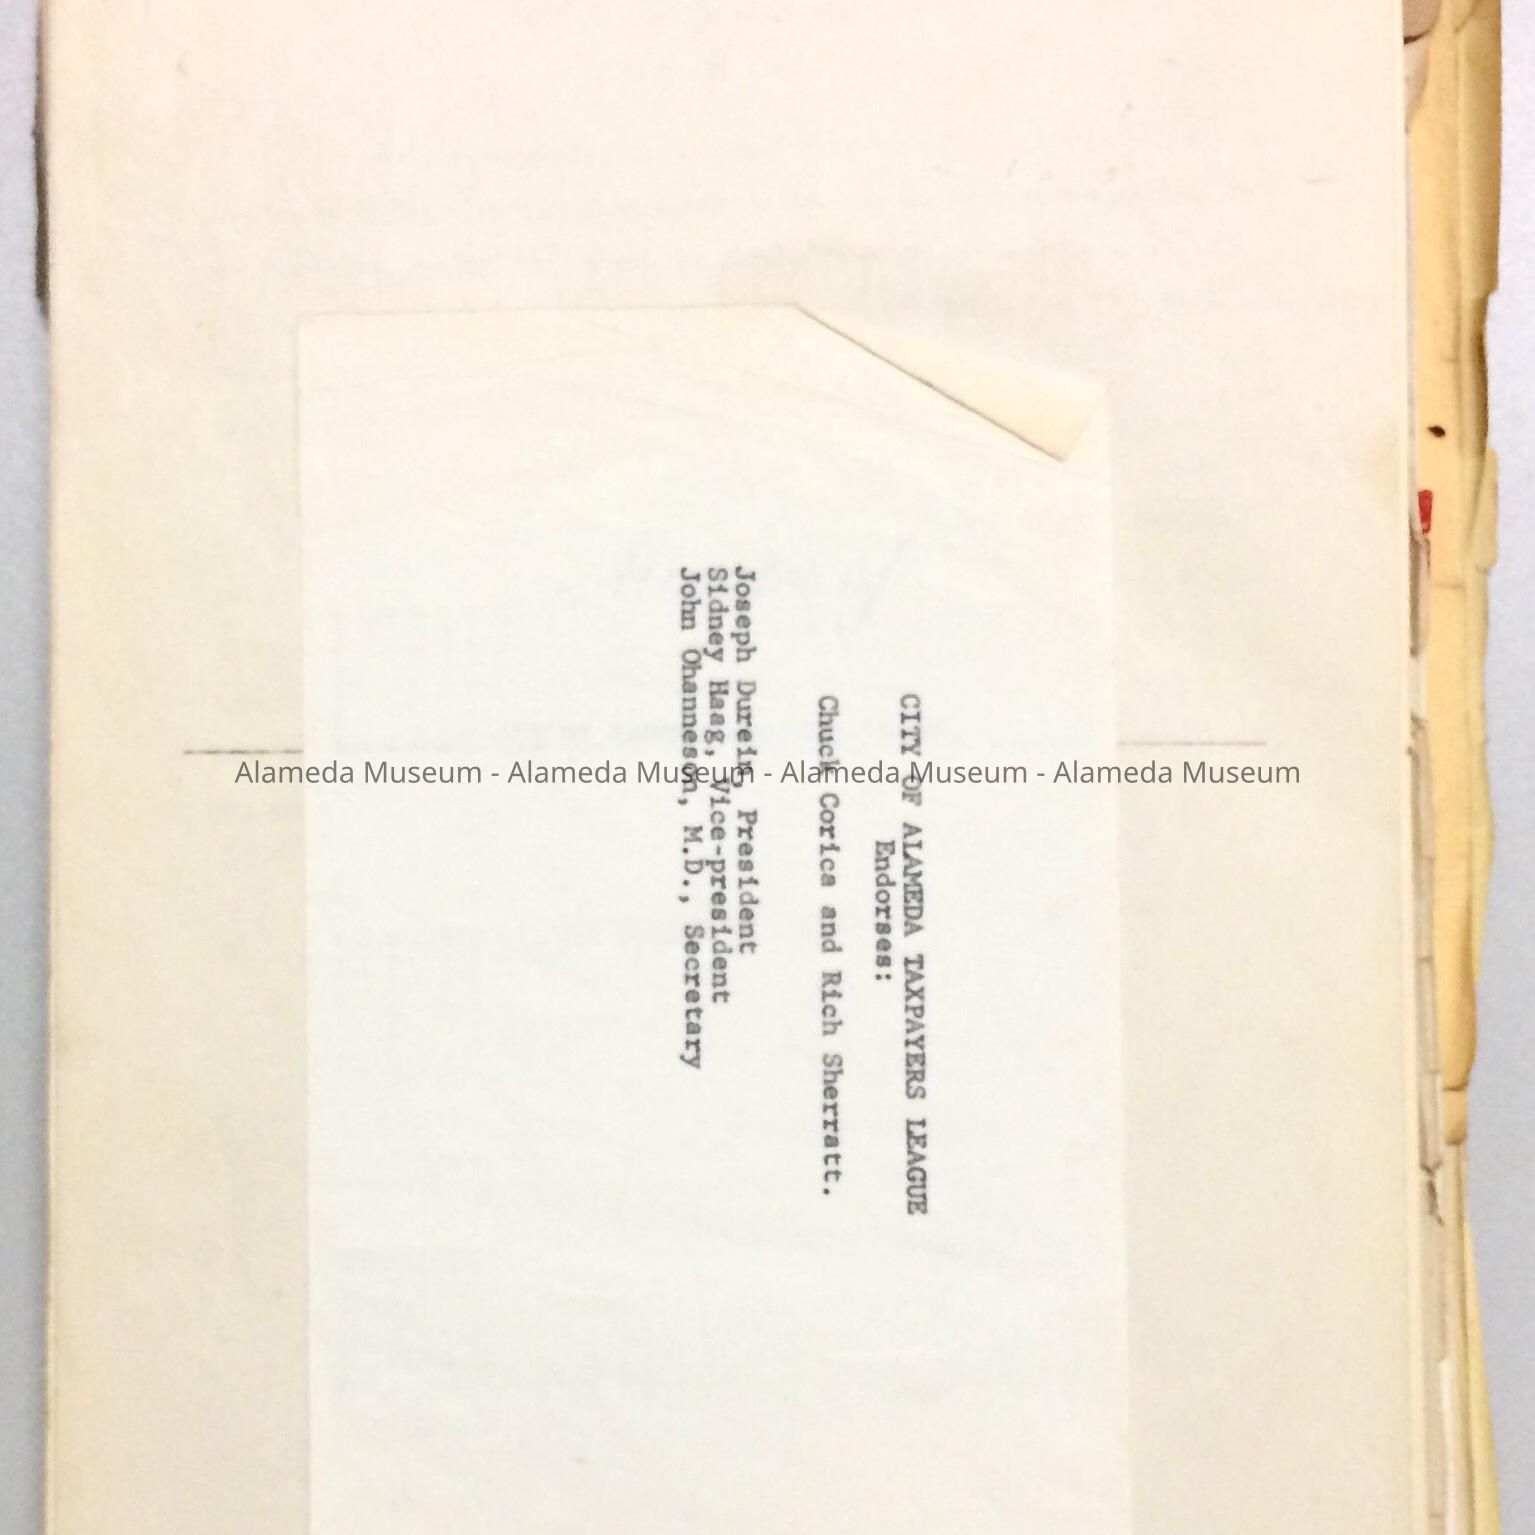 CITY OF ALAMEDA TAXPAYERS LEAGUE
Endorses:
Chuck Corica and Rich Sherratt.
Joseph Durein, President
Sidney Haag, Vice-president
John Ohanneson, M.D., Secretary
Alameda Museum - Alameda Museum - Alameda Museum - Alameda Museum